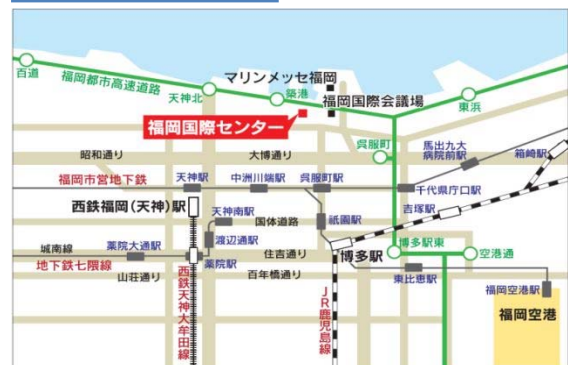 マリンメッセ福岡
百道
福岡都市高速道路
天神北
築港
福岡国際会議場
東浜
福岡国際センター
呉服町
馬出九大
病院前駅
箱崎駅
昭和通り
大博通り
福岡市営地下鉄
天神駅
中洲川端駅
呉服町駅
千代県庁口駅
西鉄福岡(天神)駅
天神南駅
国体道路
祇園駅
吉塚駅
城南線
薬院大通駅
渡辺通駅
住吉通り
博多駅
博多駅東
空港通
地下鉄七隈線
山荘通り
薬院駅
百年橋通り
東比恵駅
福岡空港駅
福岡空港
西鉄天神大牟田線
JR鹿児島線